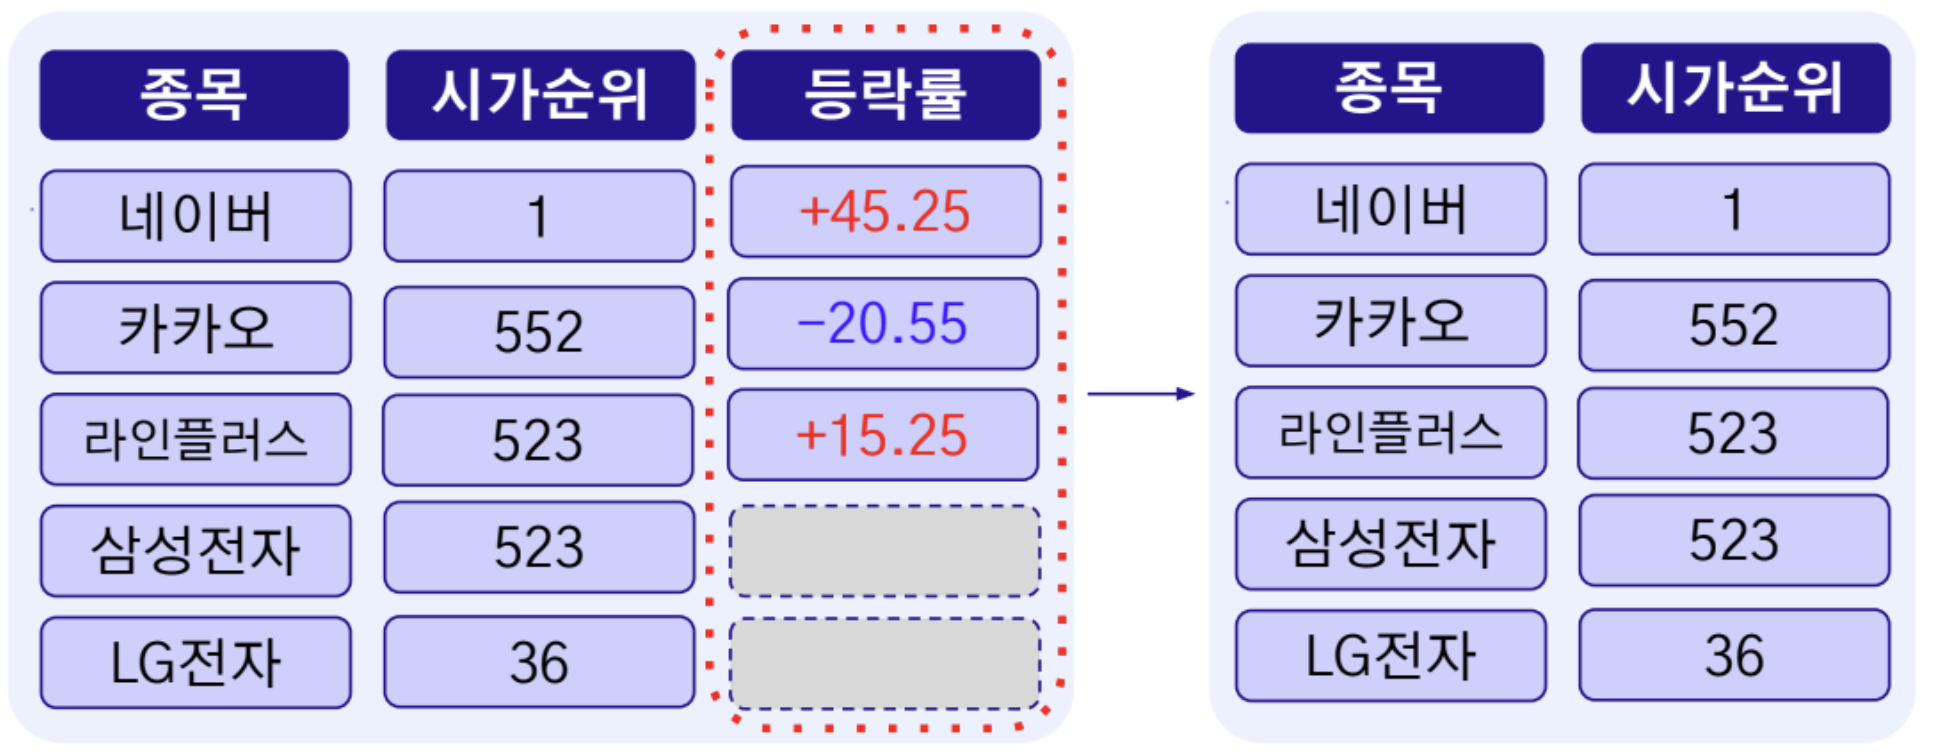 종목 시가순위 등락률
네이버 1 +45.25
카카오 552 -20.55
라인플러스 523 +15.25
삼성전자 523
LG전자 36
종목 시가순위
네이버 1
카카오 552
라인플러스 523
삼성전자 523
LG전자 36